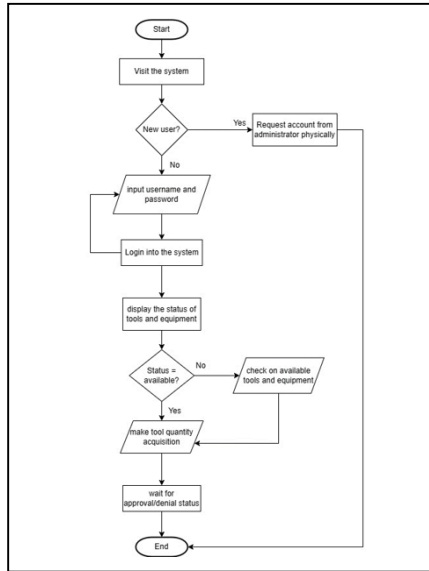 Start
Visit the system
New user?
Yes
Request account from
administrator physically
No
input username and
password
Login into the system
display the status of
tools and equipment
Status =
available?
No
check on available
tools and equipment
Yes
make tool quantity
acquisition
wait for
approval/denial status
End